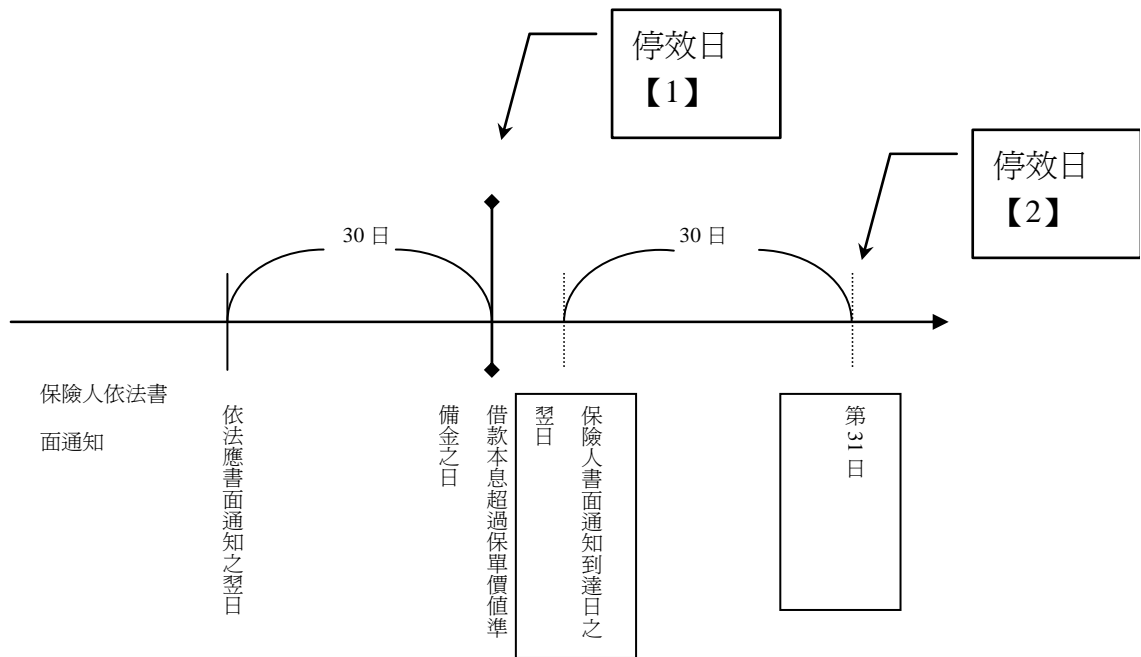 停效日
【1】
停效日
【2】
30 日
30 日
保險人依法書
面通知
依法應書面通知之翌日
借款本息超過保單價值準
備金之日
保險人書面通知到達日之
翌日
第 31 日